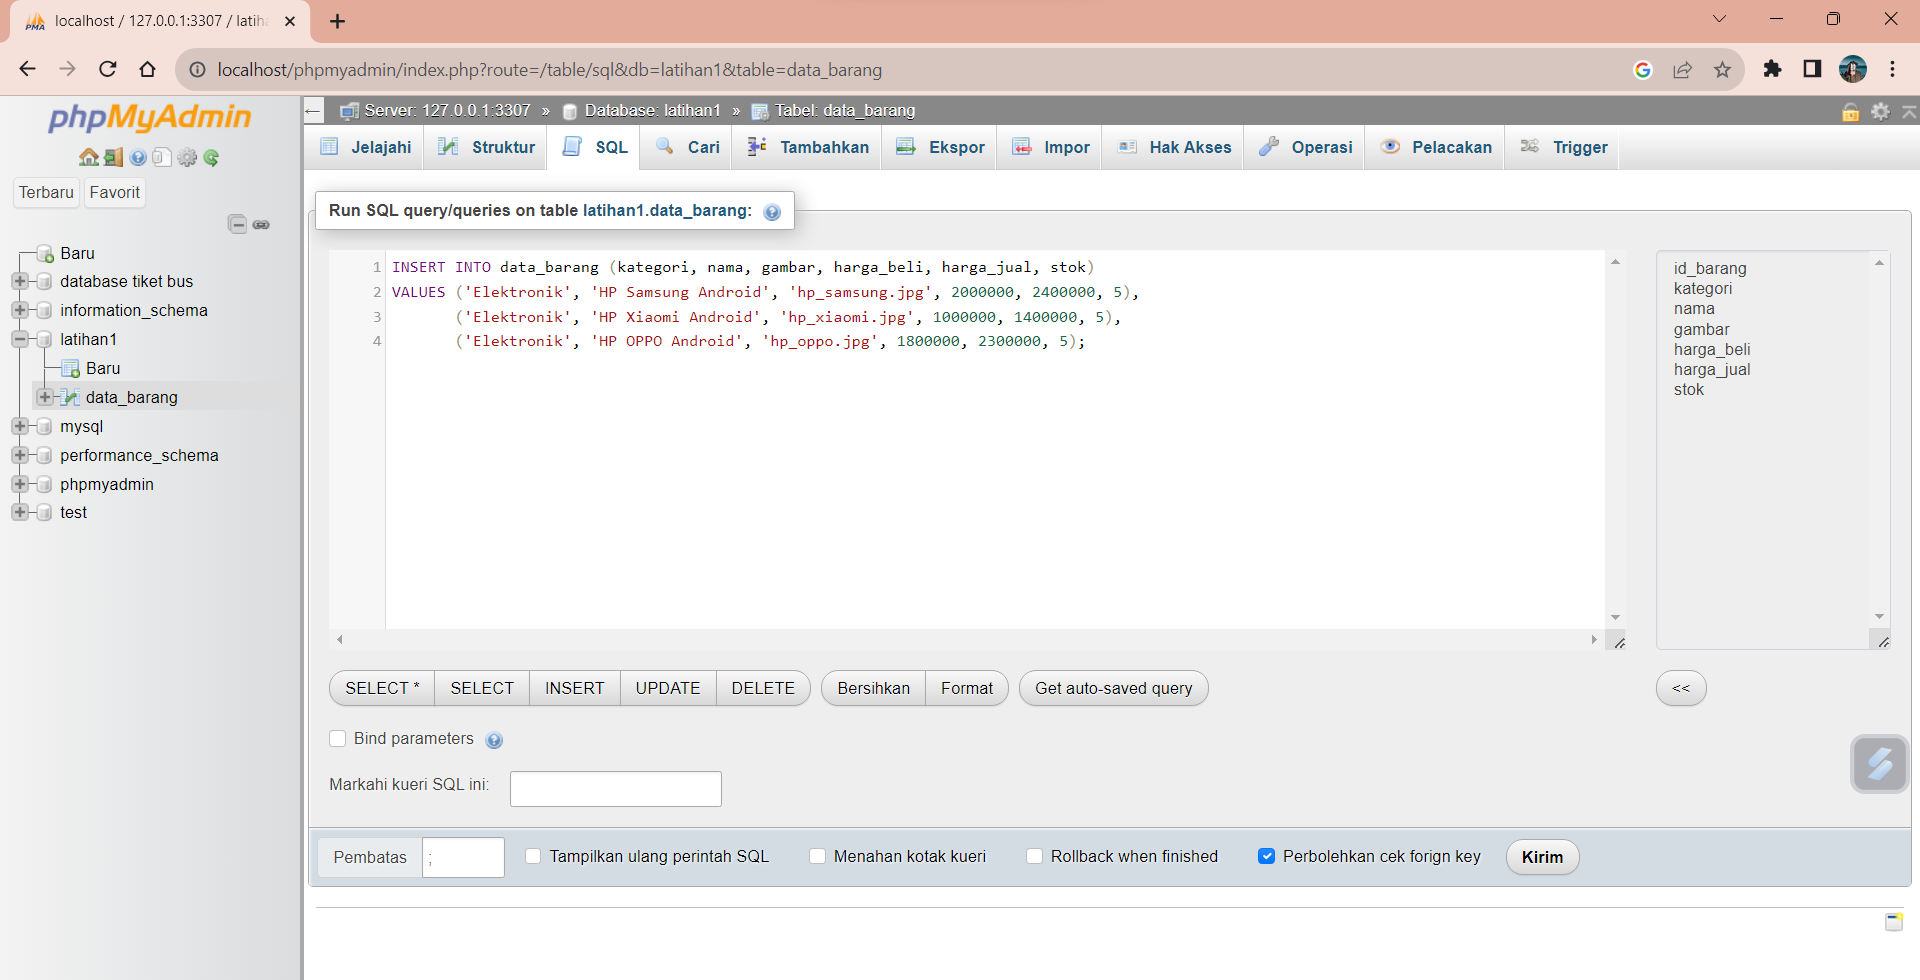 localhost / 127.0.0.1:3307 / latih
localhost/phpmyadmin/index.php?route=/table/sql&db=latihan1&table=data_barang
phpMyAdmin
Terbaru Favorit
Baru
database tiket bus
information_schema
latihan1
Baru
data_barang
mysql
performance_schema
phpmyadmin
test
Server: 127.0.0.1:3307 » Database: latihan1 » Tabel: data_barang
Jelajahi Struktur SQL Cari Tambahkan Ekspor Impor Hak Akses Operasi Pelacakan Trigger
Run SQL query/queries on table latihan1.data_barang:
1 INSERT INTO data_barang (kategori, nama, gambar, harga_beli, harga_jual, stok)
2 VALUES ('Elektronik', 'HP Samsung Android', 'hp_samsung.jpg', 2000000, 2400000, 5),
3 ('Elektronik', 'HP Xiaomi Android', 'hp_xiaomi.jpg', 1000000, 1400000, 5),
4 ('Elektronik', 'HP OPPO Android', 'hp_oppo.jpg', 1800000, 2300000, 5);
id_barang
kategori
nama
gambar
harga_beli
harga_jual
stok
SELECT * SELECT INSERT UPDATE DELETE Bersihkan Format Get auto-saved query <<
Bind parameters
Markahi kueri SQL ini:
Pembatas ; Tampilkan ulang perintah SQL Menahan kotak kueri Rollback when finished Perbolehkan cek forign key Kirim